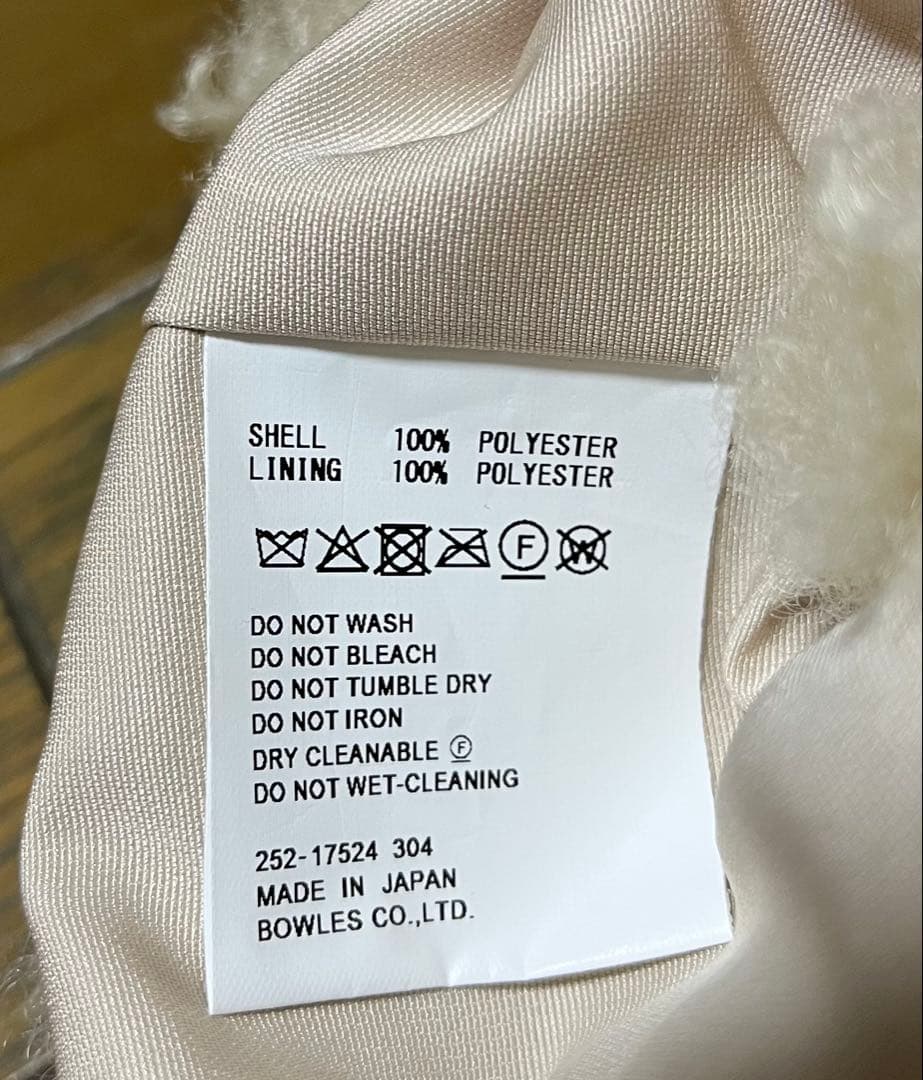 SHELL 100% POLYESTER
LINING 100% POLYESTER
F W
DO NOT WASH
DO NOT BLEACH
DO NOT TUMBLE DRY
DO NOT IRON
DRY CLEANABLE Ⓕ
DO NOT WET-CLEANING
252-17524 304
MADE IN JAPAN
BOWLES CO.,LTD.